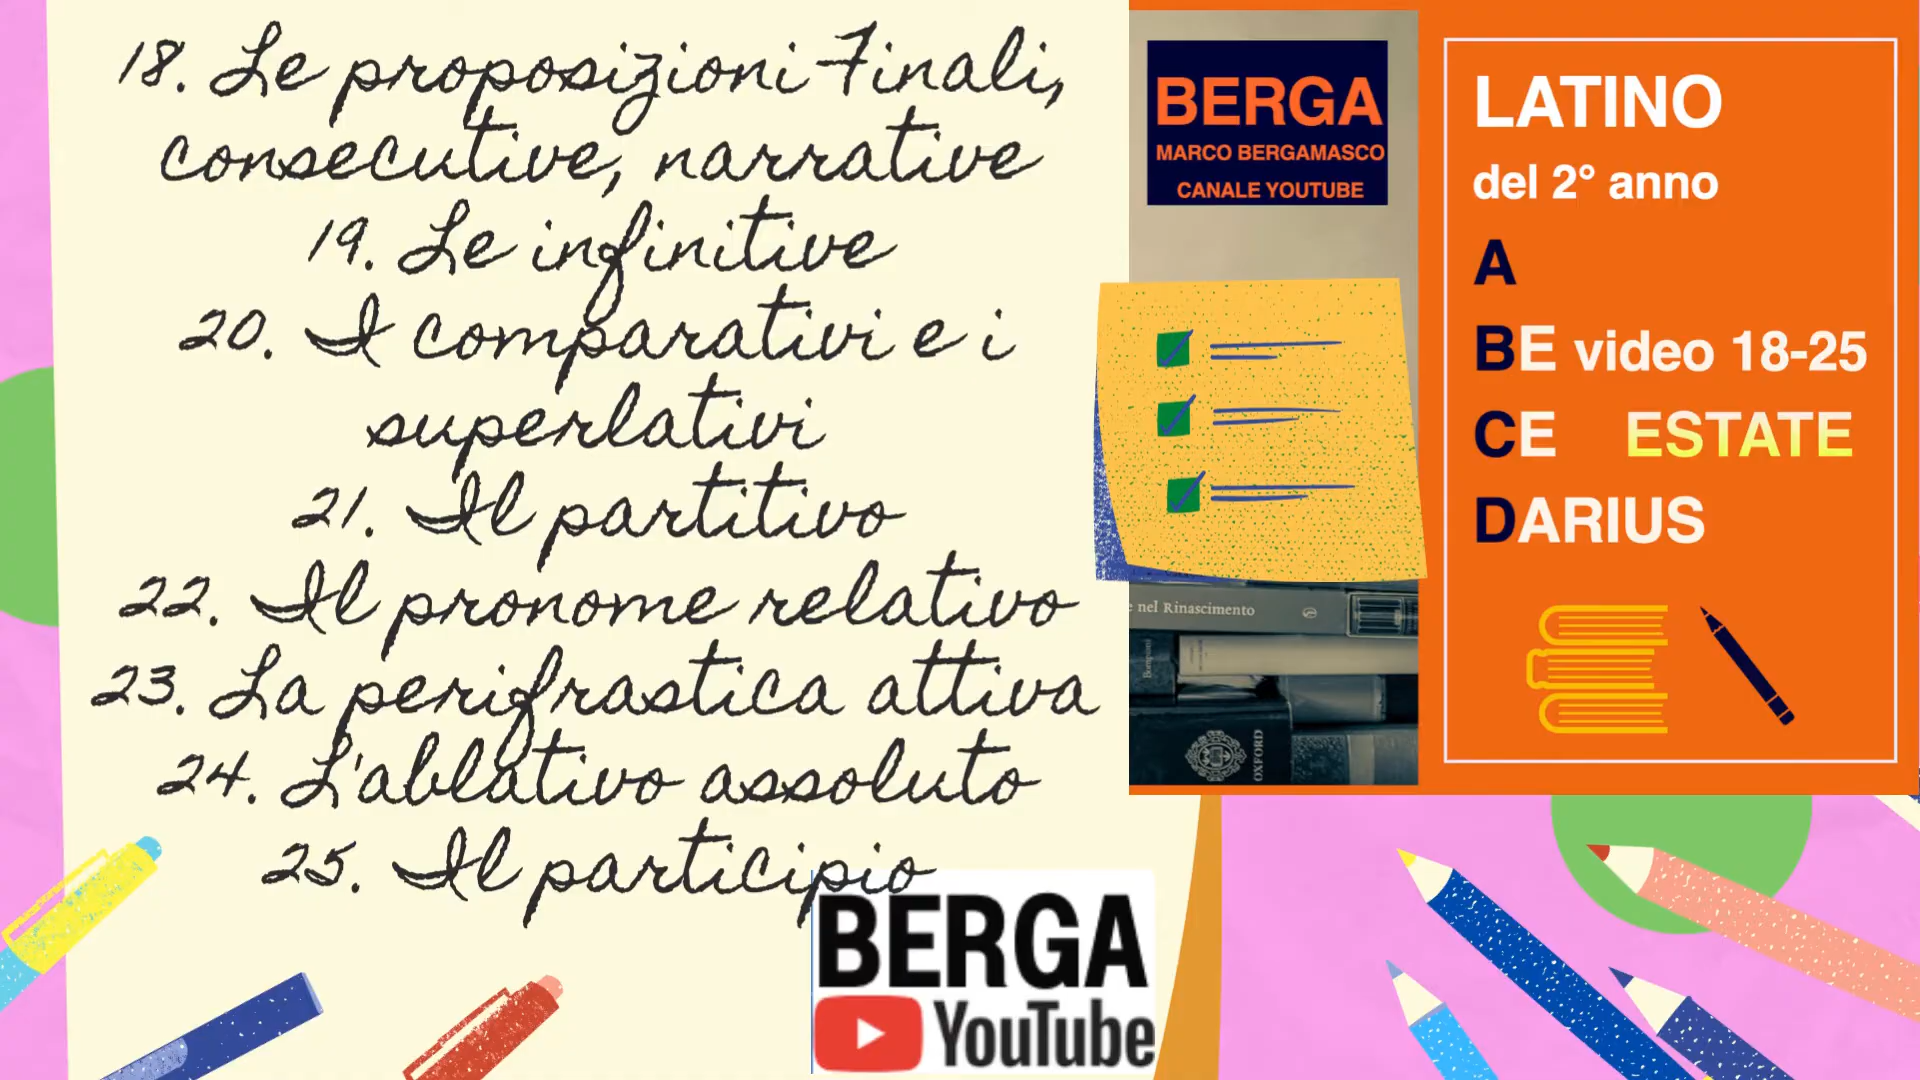 18. Le proposizioni Finali,
consecutive, narrative
19. Le infinitive
20. I comparativi e i
superlativi
21. Il partitivo
22. Il pronome relativo
23. La perifrastica attiva
24. L'ablativo assoluto
25. Il participio
BERGA
YouTube
BERGA
MARCO BERGAMASCO
CANALE YOUTUBE
e nel Rinascimento
OXFORD
LATINO
del 2° anno
A
BE video 18-25
CE ESTATE
DARIUS